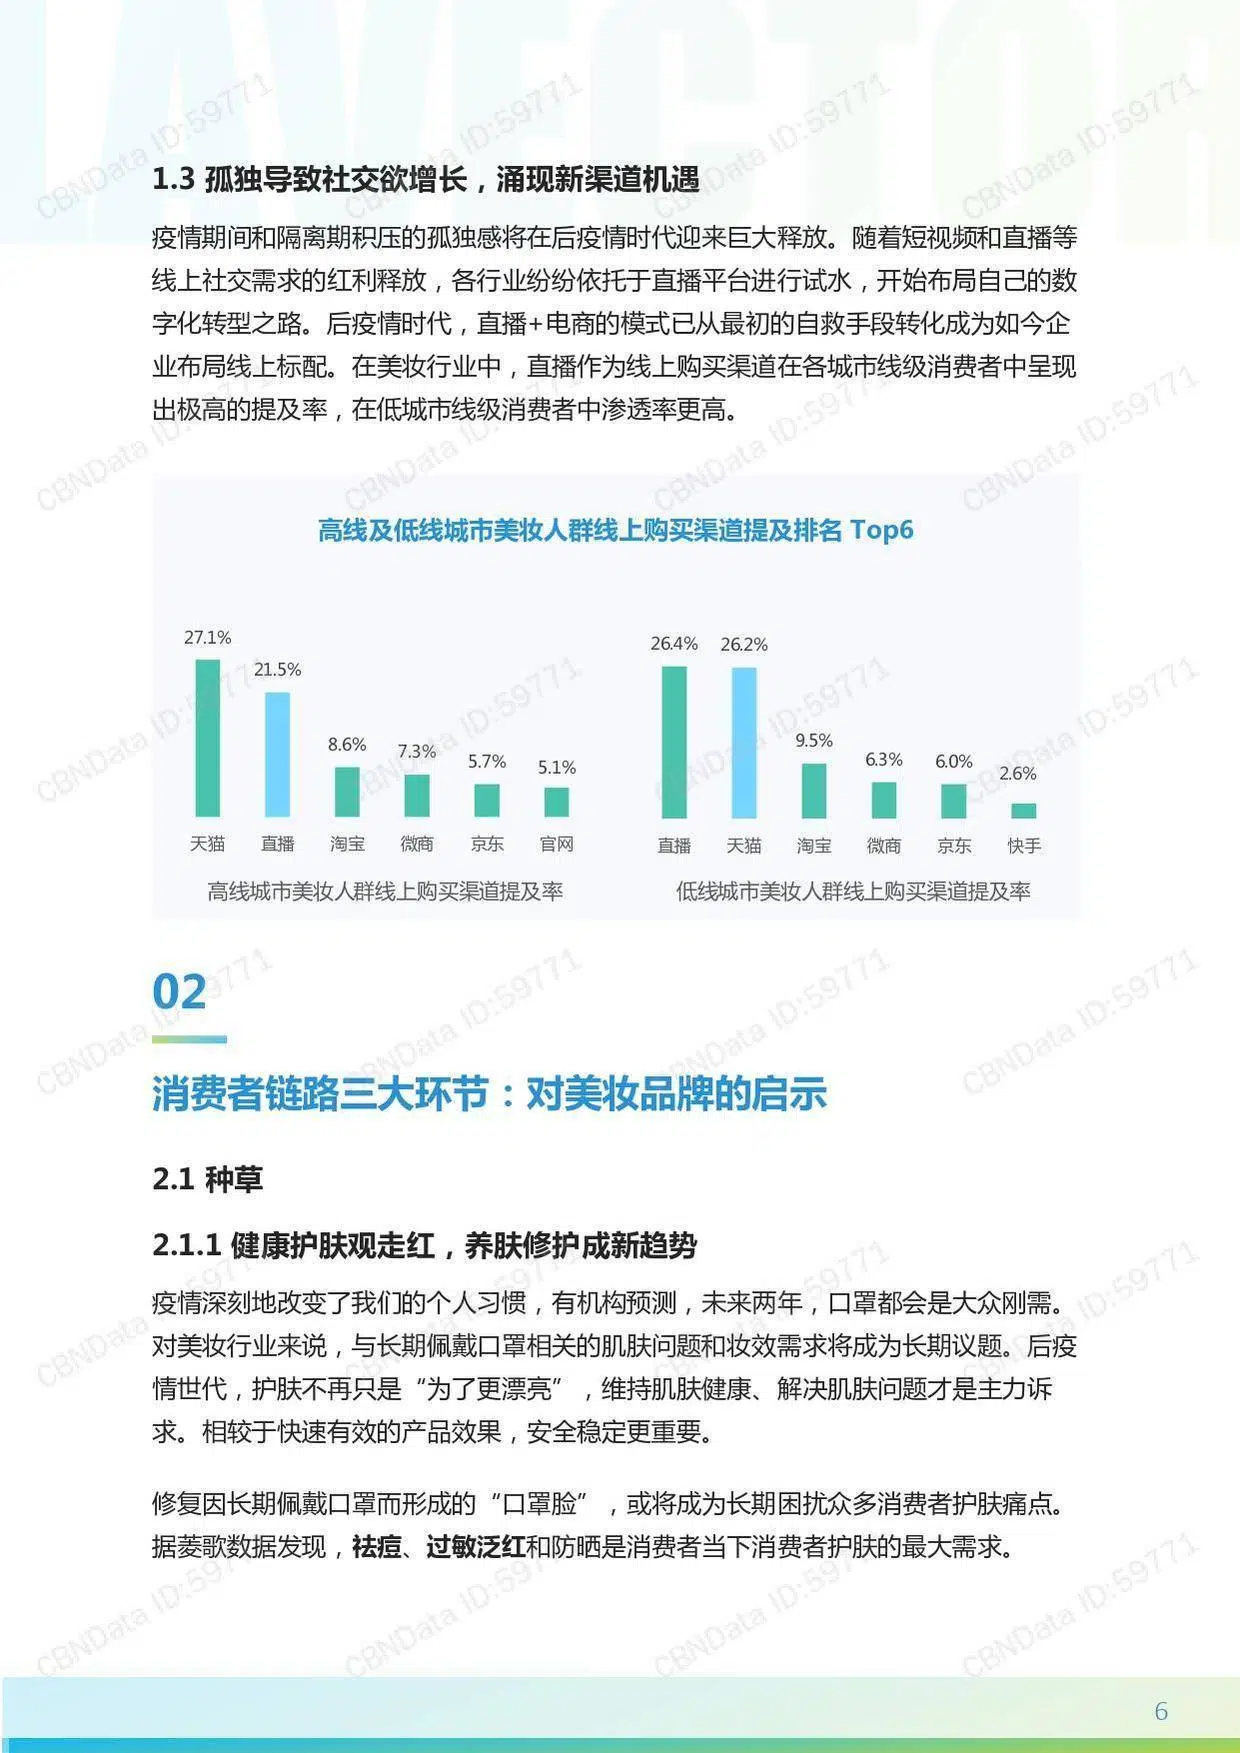 1.3 孤独导致社交欲增长，涌现新渠道机遇
疫情期间和隔离期积压的孤独感将在后疫情时代迎来巨大释放。随着短视频和直播等
线上社交需求的红利释放，各行业纷纷依托于直播平台进行试水，开始布局自己的数
字化转型之路。后疫情时代，直播+电商的模式已从最初的自救手段转化成为如今企
业布局线上标配。在美妆行业中，直播作为线上购买渠道在各城市线级消费者中呈现
出极高的提及率，在低城市线级消费者中渗透率更高。
高线及低线城市美妆人群线上购买渠道提及排名 Top6
27.1%
21.5%
8.6%
7.3%
5.7%
5.1%
天猫 直播 淘宝 微商 京东 官网
高线城市美妆人群线上购买渠道提及率
26.4%
26.2%
9.5%
6.3%
6.0%
2.6%
直播 天猫 淘宝 微商 京东 快手
低线城市美妆人群线上购买渠道提及率
02
消费者链路三大环节：对美妆品牌的启示
2.1 种草
2.1.1 健康护肤观走红，养肤修护成新趋势
疫情深刻地改变了我们的个人习惯，有机构预测，未来两年，口罩都会是大众刚需。
对美妆行业来说，与长期佩戴口罩相关的肌肤问题和妆效需求将成为长期议题。后疫
情世代，护肤不再只是“为了更漂亮”，维持肌肤健康、解决肌肤问题才是主力诉
求。相较于快速有效的产品效果，安全稳定更重要。
修复因长期佩戴口罩而形成的“口罩脸”，或将成为长期困扰众多消费者护肤痛点。
据菱歌数据发现，祛痘、过敏泛红和防晒是消费者当下消费者护肤的最大需求。
6
CBNData ID:59771